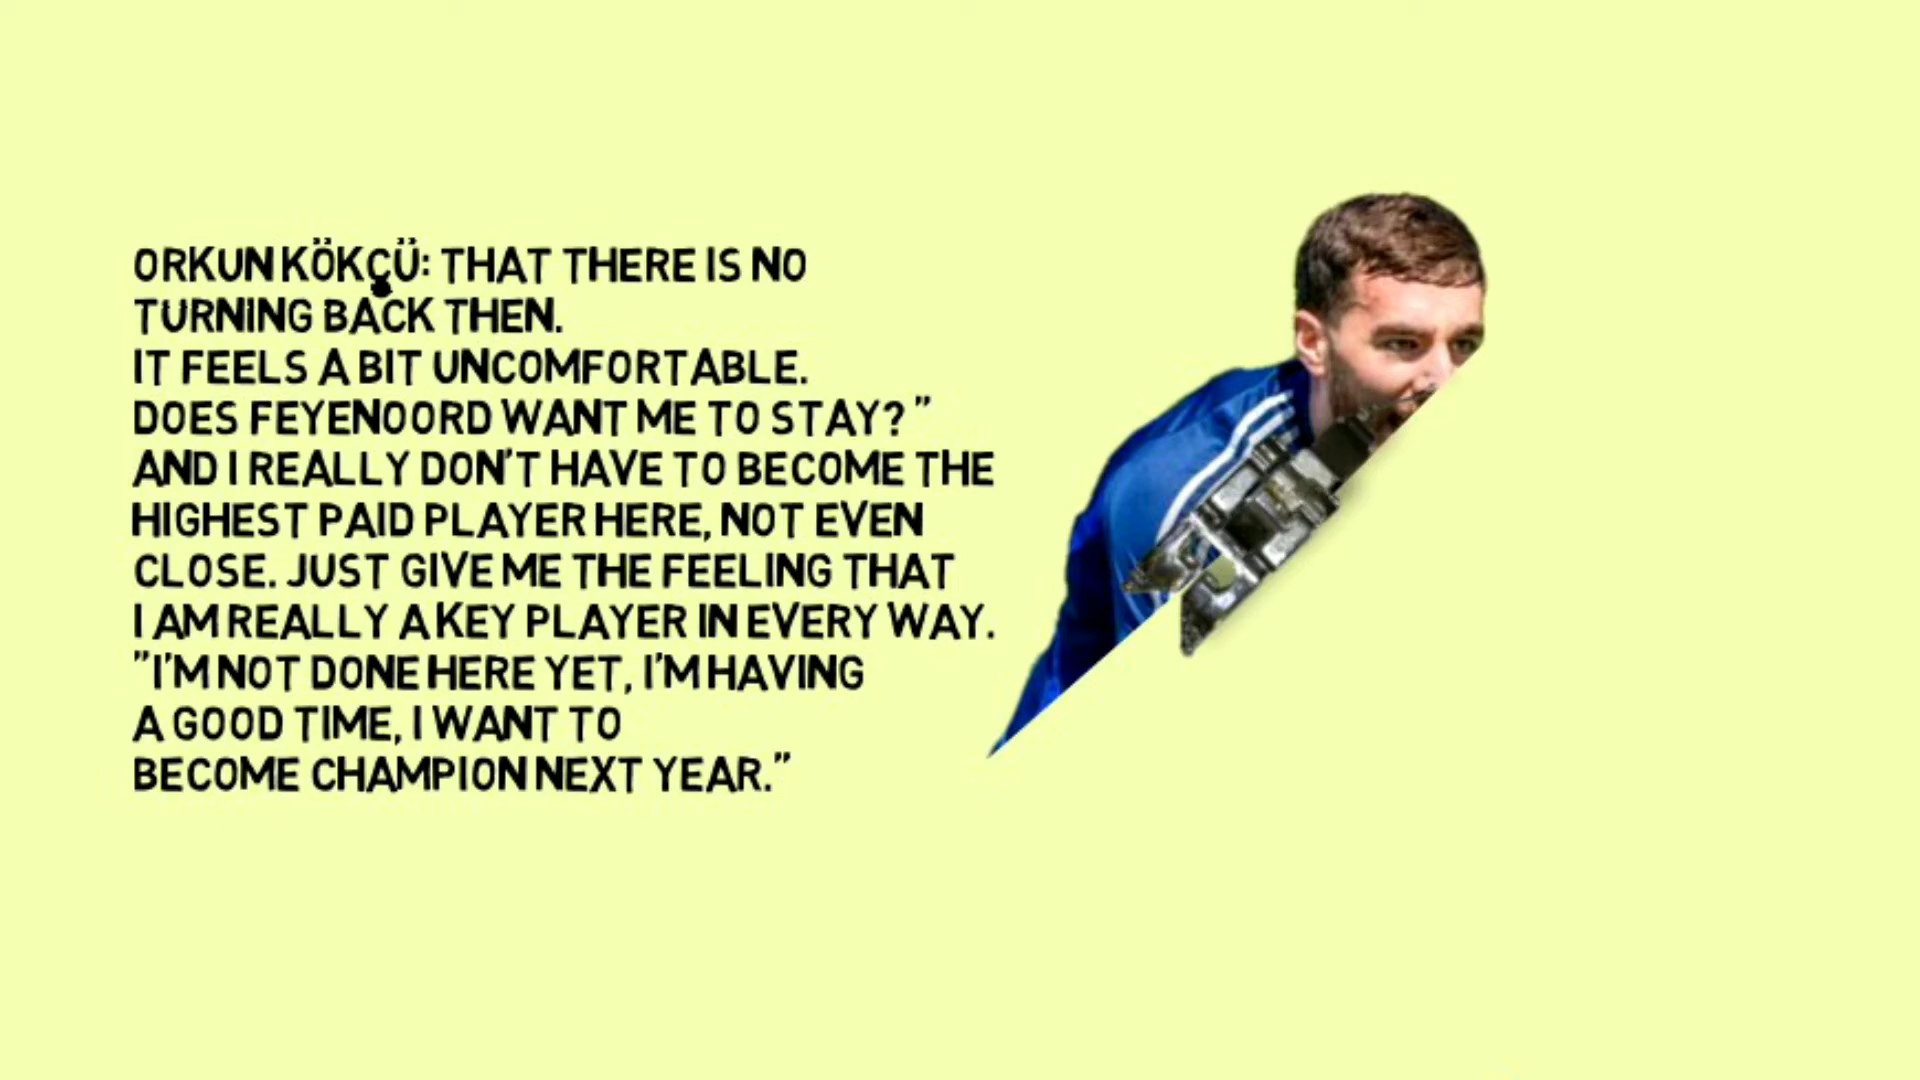 ORKUN KÖKÇÜ: THAT THERE IS NO
TURNING BACK THEN.
IT FEELS A BIT UNCOMFORTABLE.
DOES FEYENOORD WANT ME TO STAY? "
AND I REALLY DON'T HAVE TO BECOME THE
HIGHEST PAID PLAYER HERE, NOT EVEN
CLOSE. JUST GIVE ME THE FEELING THAT
I AM REALLY A KEY PLAYER IN EVERY WAY.
"I'M NOT DONE HERE YET, I'M HAVING
A GOOD TIME, I WANT TO
BECOME CHAMPION NEXT YEAR."